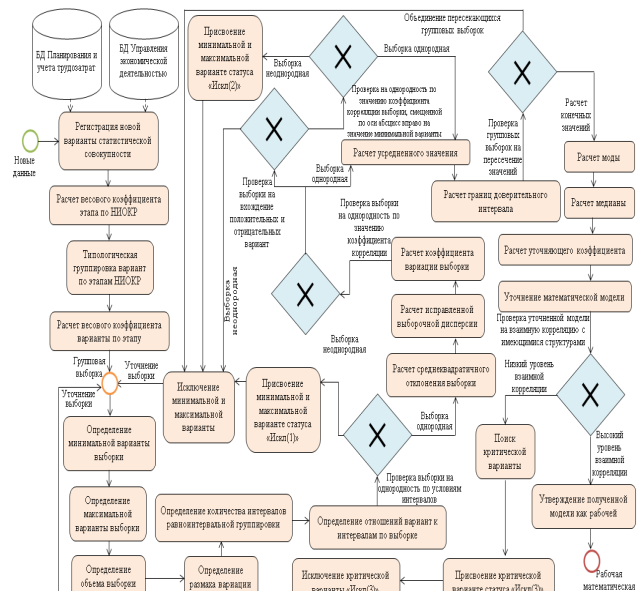 БД Планирования и
учета трудозатрат
БД Управления
экономической
деятельностью
Новые
данные
Регистрация новой
варианты статистической
совокупности
Расчет весового коэффициента
этапа по НИОКР
Типологическая
группировка вариант
по этапам НИОКР
Расчет весового коэффициента
варианты по этапу
Групповая
выборка
Уточнение
выборки
Уточнение
выборки
Определение
минимальной варианты
выборки
Определение
максимальной
варианты выборки
Определение
объема выборки
Определение
размаха вариации
Определение количества интервалов
равноинтервальной группировки
Определение отношений вариант к
интервалам по выборке
Проверка выборки на
однородность по условиям
интервалов
Выборка
неоднородная
Выборка
однородная
Присвоение
минимальной и
максимальной
варианте статуса
«Искл(1)»
Исключение
минимальной и
максимальной
варианты
Расчет среднеквадратичного
отклонения выборки
Расчет исправленной
выборочной дисперсии
Расчет коэффициента
вариации выборки
Проверка выборки
на однородность по
значению
коэффициента
корреляции
Выборка
неоднородная
Выборка
однородная
Проверка
выборки на
вхождение
положительных и
отрицательных
вариант
Присвоение
минимальной и
максимальной
варианте статуса
«Искл(2)»
Выборка
неоднородная
Выборка однородная
Проверка на однородность по
значению коэффициента
корреляции выборки, смещенной
по оси абсцисс вправо на
значение минимальной варианты
Расчет усредненного значения
Расчет границ доверительного
интервала
Проверка
групповых
выборок на
пересечение
значений
Объединение пересекающихся
групповых выборок
Расчет
конечных
значений
Расчет моды
Расчет медианы
Расчет уточняющего коэффициента
Уточнение математической модели
Проверка уточненной модели
на взаимную корреляцию с
имеющимися структурами
Низкий уровень
взаимной
корреляции
Высокий
уровень
взаимной
корреляции
Поиск
критической
варианты
Утверждение полученной
модели как рабочей
Рабочая
математическая
Присвоение критической
варианте статуса «Искл(3)»
Исключение критической
варианты «Искл(3)»